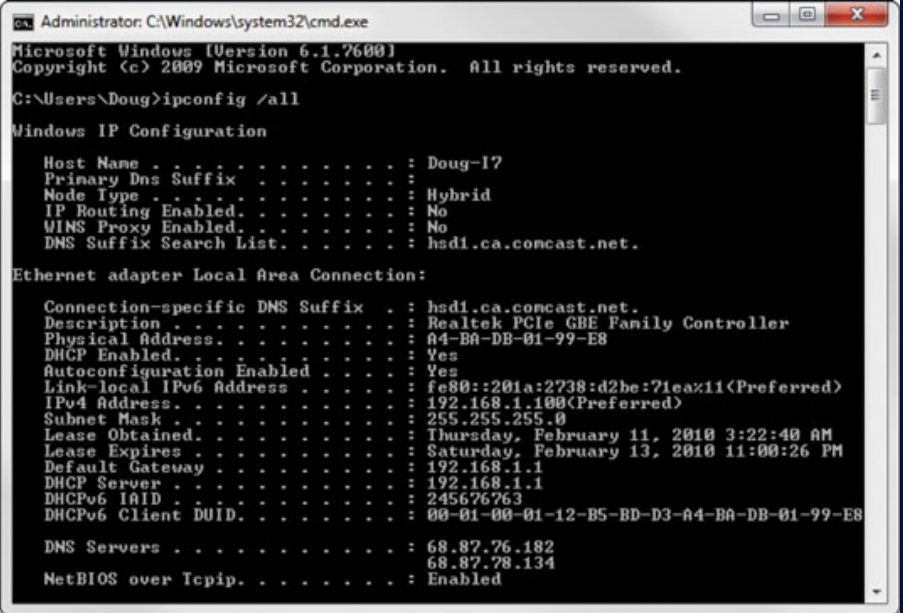 Administrator: C:\Windows\system32\cmd.exe
Microsoft Windows [Version 6.1.7600]
Copyright (c) 2009 Microsoft Corporation.  All rights reserved.
C:\Users\Doug>ipconfig /all
Windows IP Configuration
Host Name . . . . . . . . . . . . : Doug-I7
Primary Dns Suffix  . . . . . . . :
Node Type . . . . . . . . . . . . : Hybrid
IP Routing Enabled. . . . . . . . : No
WINS Proxy Enabled. . . . . . . . : No
DNS Suffix Search List. . . . . . : hsd1.ca.comcast.net.
Ethernet adapter Local Area Connection:
Connection-specific DNS Suffix  . : hsd1.ca.comcast.net.
Description . . . . . . . . . . . : Realtek PCIe GBE Family Controller
Physical Address. . . . . . . . . : A4-BA-DB-01-99-E8
DHCP Enabled. . . . . . . . . . . : Yes
Autoconfiguration Enabled . . . . : Yes
Link-local IPv6 Address . . . . . : fe80::201a:2738:d2be:71ea%11(Preferred)
IPv4 Address. . . . . . . . . . . : 192.168.1.100(Preferred)
Subnet Mask . . . . . . . . . . . : 255.255.255.0
Lease Obtained. . . . . . . . . . : Thursday, February 11, 2010 3:22:40 AM
Lease Expires . . . . . . . . . . : Saturday, February 13, 2010 11:00:26 PM
Default Gateway . . . . . . . . . : 192.168.1.1
DHCP Server . . . . . . . . . . . : 192.168.1.1
DHCPv6 IAID . . . . . . . . . . . : 245676763
DHCPv6 Client DUID. . . . . . . . : 00-01-00-01-12-B5-BD-D3-A4-BA-DB-01-99-E8
DNS Servers . . . . . . . . . . . : 68.87.76.182
68.87.78.134
NetBIOS over Tcpip. . . . . . . . : Enabled